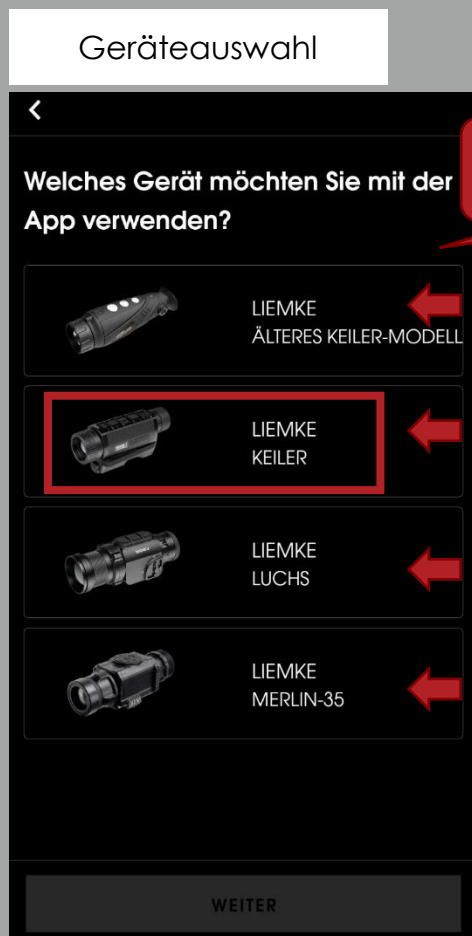 Geräteauswahl
Welches Gerät möchten Sie mit der
App verwenden?
LIEMKE
ÄLTERES KEILER-MODELL
LIEMKE
KEILER
LIEMKE
LUCHS
LIEMKE
MERLIN-35
WEITER